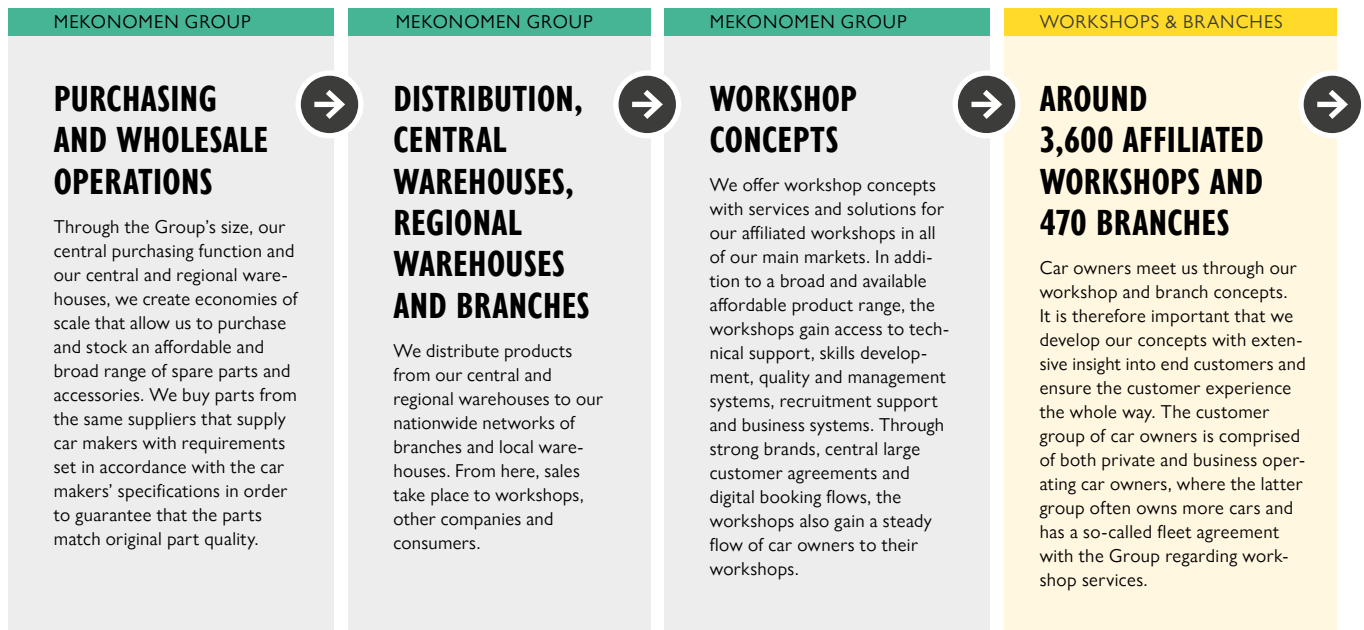 MEKONOMEN GROUP
PURCHASING
AND WHOLESALE
OPERATIONS
Through the Group's size, our
central purchasing function and
our central and regional ware-
houses, we create economies of
scale that allow us to purchase
and stock an affordable and
broad range of spare parts and
accessories. We buy parts from
the same suppliers that supply
car makers with requirements
set in accordance with the car
makers' specifications in order
to guarantee that the parts
match original part quality.
MEKONOMEN GROUP
DISTRIBUTION,
CENTRAL
WAREHOUSES,
REGIONAL
WAREHOUSES
AND BRANCHES
We distribute products
from our central and
regional warehouses to our
nationwide networks of
branches and local ware-
houses. From here, sales
take place to workshops,
other companies and
consumers.
MEKONOMEN GROUP
WORKSHOP
CONCEPTS
We offer workshop concepts
with services and solutions for
our affiliated workshops in all
of our main markets. In addi-
tion to a broad and available
affordable product range, the
workshops gain access to tech-
nical support, skills develop-
ment, quality and management
systems, recruitment support
and business systems. Through
strong brands, central large
customer agreements and
digital booking flows, the
workshops also gain a steady
flow of car owners to their
workshops.
WORKSHOPS & BRANCHES
AROUND
3,600 AFFILIATED
WORKSHOPS AND
470 BRANCHES
Car owners meet us through our
workshop and branch concepts.
It is therefore important that we
develop our concepts with exten-
sive insight into end customers and
ensure the customer experience
the whole way. The customer
group of car owners is comprised
of both private and business oper-
ating car owners, where the latter
group often owns more cars and
has a so-called fleet agreement
with the Group regarding work-
shop services.